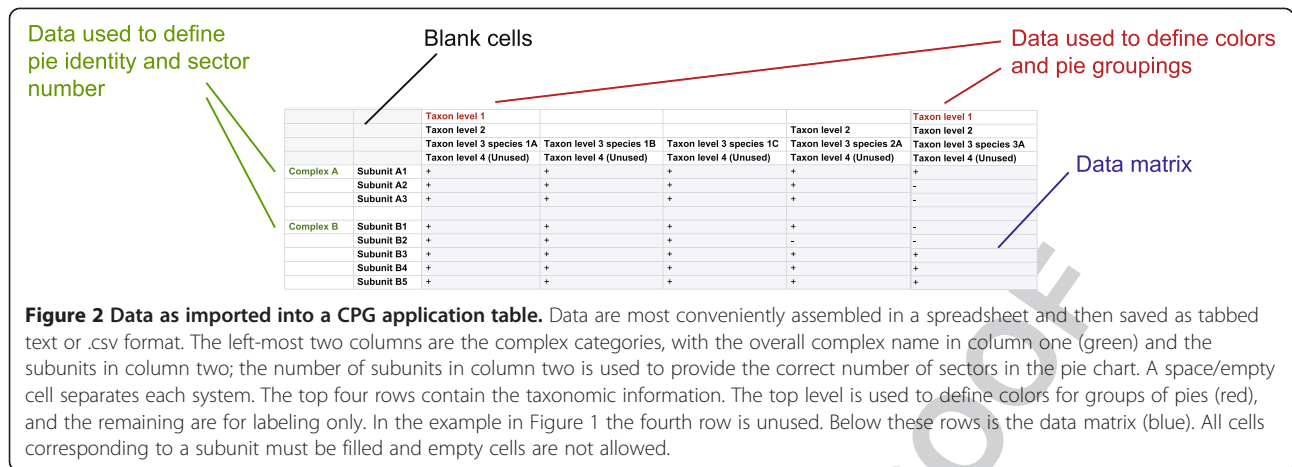 Data used to define
pie identity and sector
number
Blank cells
Data used to define colors
and pie groupings
Data matrix
Taxon level 1 Taxon level 1
Taxon level 2 Taxon level 2 Taxon level 2
Taxon level 3 species 1A Taxon level 3 species 1B Taxon level 3 species 1C Taxon level 3 species 2A Taxon level 3 species 3A
Taxon level 4 (Unused) Taxon level 4 (Unused) Taxon level 4 (Unused) Taxon level 4 (Unused) Taxon level 4 (Unused)
Complex A Subunit A1 + + + + +
Subunit A2 + + + + -
Subunit A3 + + + + -
Complex B Subunit B1 + + + + -
Subunit B2 + + + - -
Subunit B3 + + + + +
Subunit B4 + + + + +
Subunit B5 + + + + +
Figure 2 Data as imported into a CPG application table. Data are most conveniently assembled in a spreadsheet and then saved as tabbed
text or .csv format. The left-most two columns are the complex categories, with the overall complex name in column one (green) and the
subunits in column two; the number of subunits in column two is used to provide the correct number of sectors in the pie chart. A space/empty
cell separates each system. The top four rows contain the taxonomic information. The top level is used to define colors for groups of pies (red),
and the remaining are for labeling only. In the example in Figure 1 the fourth row is unused. Below these rows is the data matrix (blue). All cells
corresponding to a subunit must be filled and empty cells are not allowed.
OOF